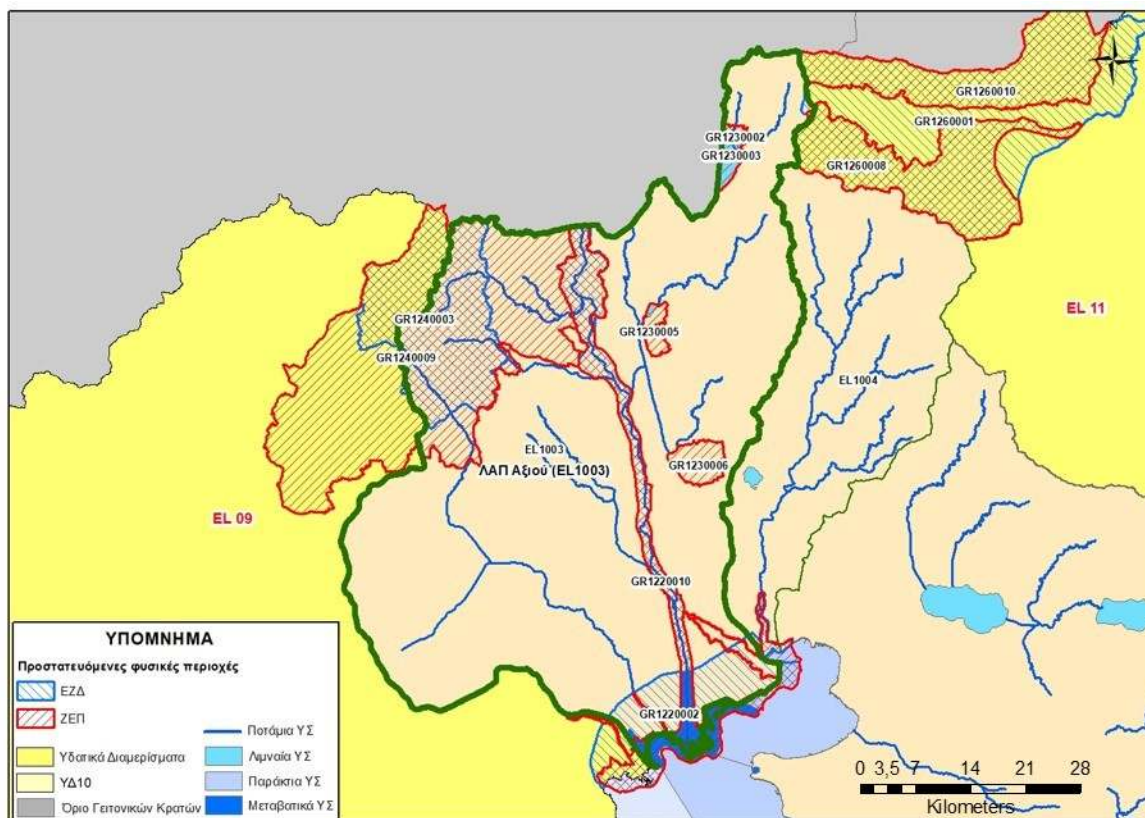 GR1260010
GR1260001
GR1230002
GR1230003
GR1260008
EL 11
GR1240003
GR1230005
GR1240009
EL1004
EL1003
GR1230006
ΛΑΠ Αξιού (EL1003)
EL 09
GR1220010
GR1220002
ΥΠΟΜΝΗΜΑ
Προστατευόμενες φυσικές περιοχές
ΕΖΔ
ΖΕΠ
Υδατικά Διαμερίσματα
ΥΔ10
Όριο Γειτονικών Κρατών
Ποτάμια ΥΣ
Λιμναία ΥΣ
Παράκτια ΥΣ
Μεταβατικά ΥΣ
0 3,5 7 14 21 28
Kilometers